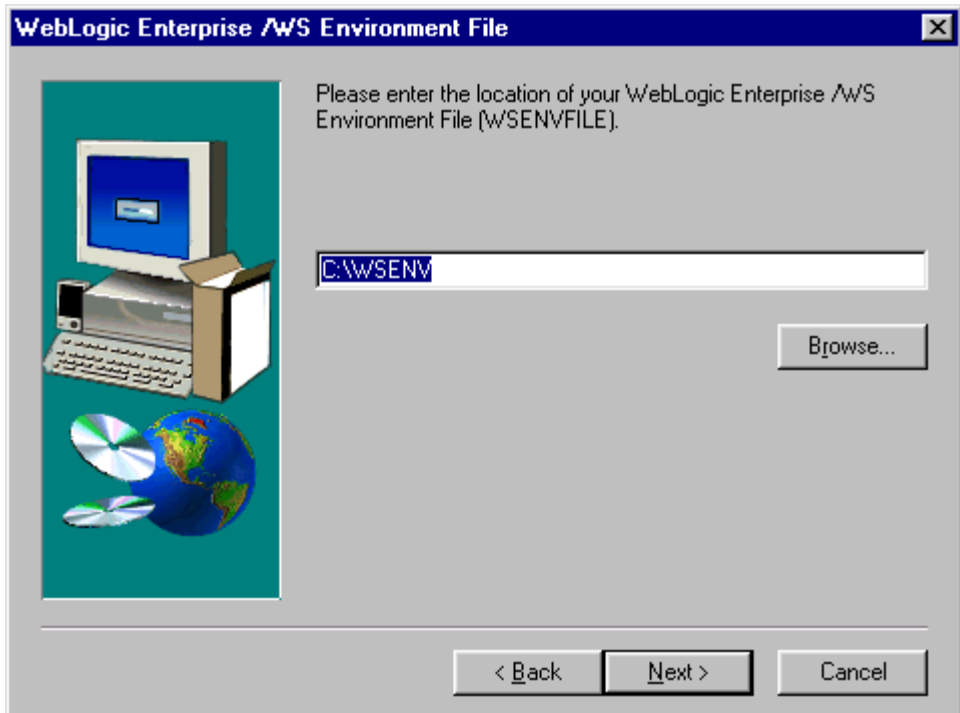 WebLogic Enterprise /WS Environment File
Please enter the location of your WebLogic Enterprise /WS
Environment File (WSENVFILE).
C:\WSENV
Browse...
< Back
Next >
Cancel